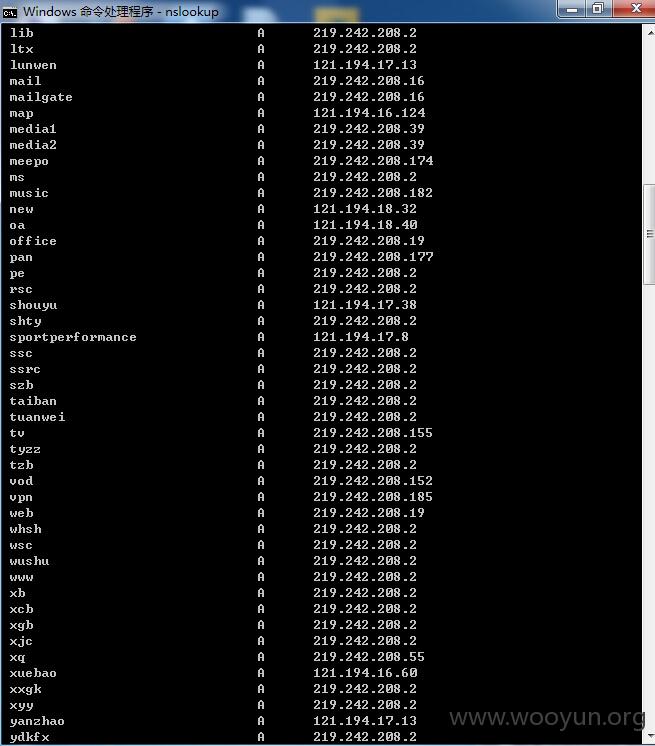 Windows 命令处理程序 - nslookup
lib A 219.242.208.2
ltx A 219.242.208.2
lunwen A 121.194.17.13
mail A 219.242.208.16
mailgate A 219.242.208.16
map A 121.194.16.124
media1 A 219.242.208.39
media2 A 219.242.208.39
meepo A 219.242.208.174
ms A 219.242.208.2
music A 219.242.208.182
new A 121.194.18.32
oa A 121.194.18.40
office A 219.242.208.19
pan A 219.242.208.177
pe A 219.242.208.2
rsc A 219.242.208.2
shouyu A 121.194.17.38
shty A 219.242.208.2
sportperformance A 121.194.17.8
ssc A 219.242.208.2
ssrc A 219.242.208.2
szb A 219.242.208.2
taiban A 219.242.208.2
tuanwei A 219.242.208.2
tv A 219.242.208.155
tyzz A 219.242.208.2
tzb A 219.242.208.2
vod A 219.242.208.152
vpn A 219.242.208.185
web A 219.242.208.19
whsh A 219.242.208.2
wsc A 219.242.208.2
wushu A 219.242.208.2
www A 219.242.208.2
xb A 219.242.208.2
xcb A 219.242.208.2
xgb A 219.242.208.2
xjc A 219.242.208.2
xq A 219.242.208.55
xuebao A 121.194.16.60
xxgk A 219.242.208.2
xyy A 219.242.208.2
yanzhao A 121.194.17.13
ydkfx A 219.242.208.2
www.wooyun.org